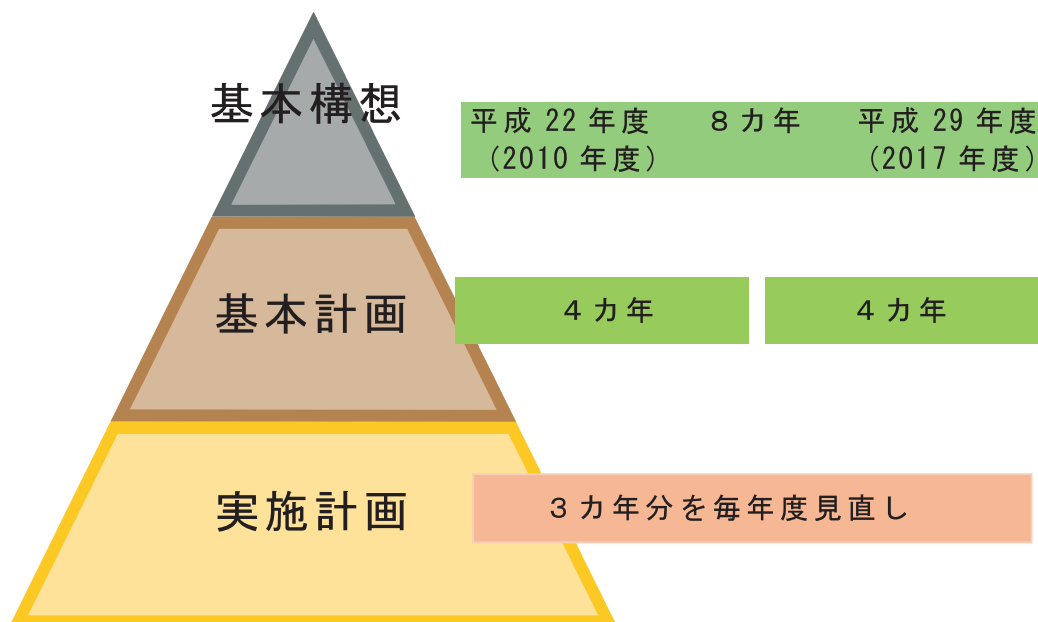 基本構想
平成 22 年度 8カ年 平成 29 年度
（2010 年度） （2017 年度）
基本計画
4カ年 4カ年
実施計画
3カ年分を毎年度見直し